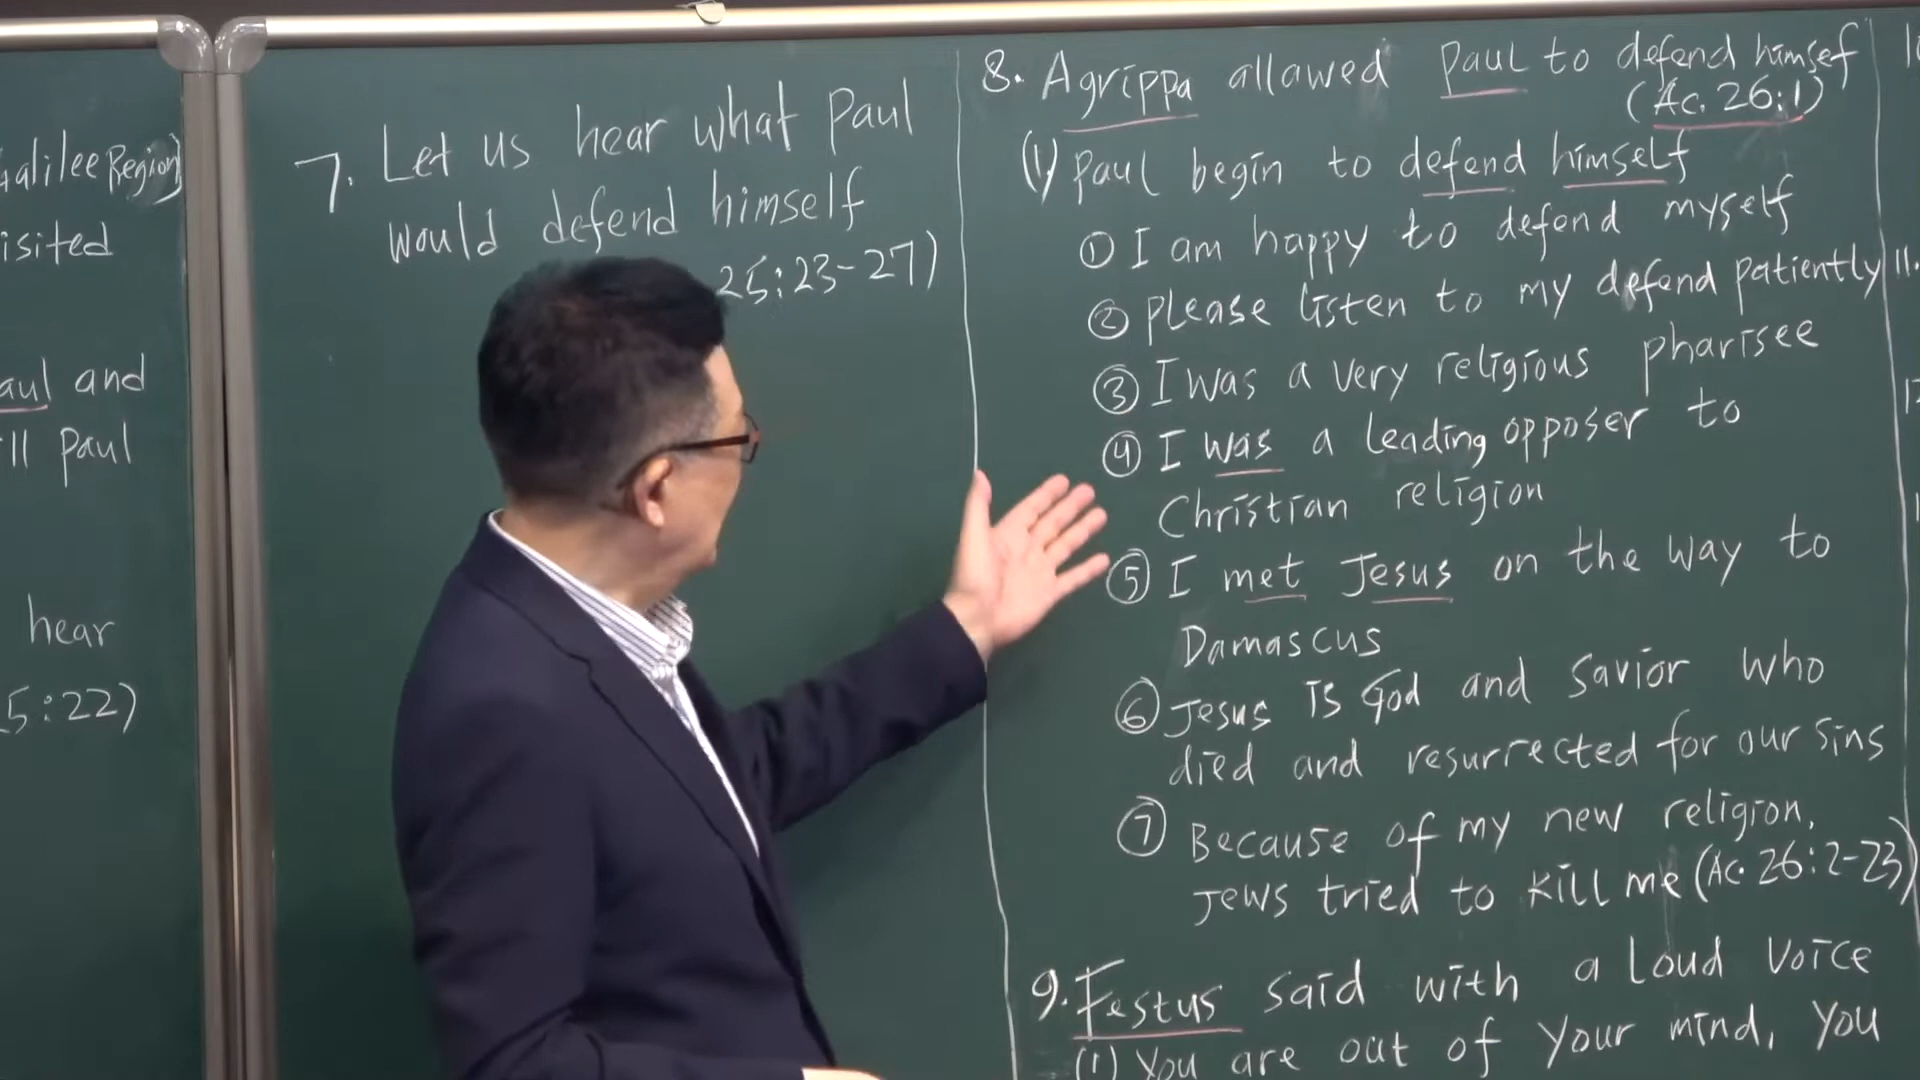 Galilee Region)
isited
aul and
ll Paul
hear
5:22)
7. Let us hear what Paul
would defend himself
25:23-27)
8. Agrippa allawed Paul to defend himsef
(Ac. 26:1)
(1) Paul begin to defend himself
① I am happy to defend myself
② Please listen to my defend patiently
③ I was a very religious pharisee
④ I was a leading opposer to
Christian religion
⑤ I met Jesus on the way to
Damascus
⑥ Jesus is God and Savior who
died and resurrected for our sins
⑦ Because of my new religion,
Jews tried to kill me (Ac. 26:2-23)
9. Festus said with a loud voice
(1) You are out of your mind, you
11.